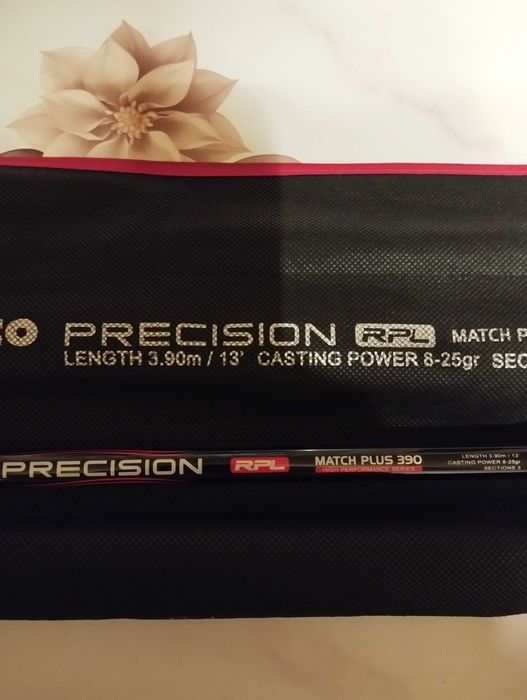 PRECISION RPL MATCH
LENGTH 3.90m / 13' CASTING POWER 8-25gr
PRECISION RPL MATCH PLUS 390
HIGH PERFORMANCE SERIES
LENGTH 3.90m / 13'
CASTING POWER 8-25gr
SECTIONS 3